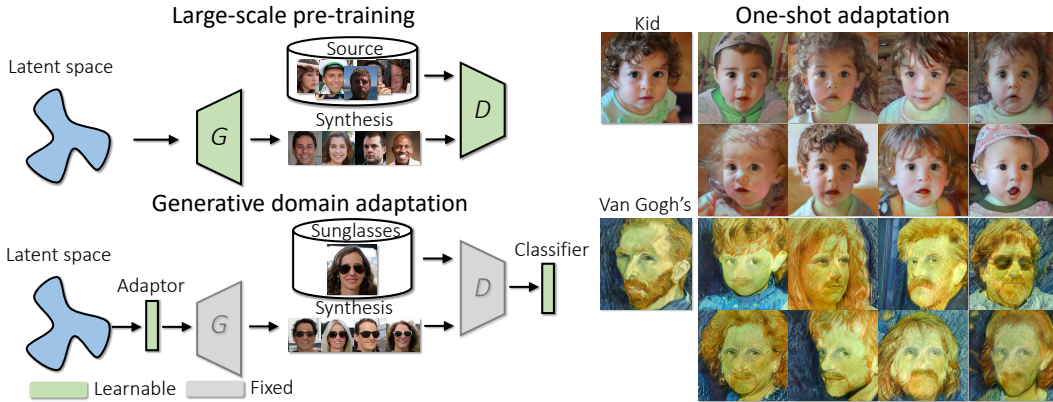 Large-scale pre-training
Source
Latent space
G
D
Synthesis
Generative domain adaptation
Sunglasses
Classifier
Latent space
Adaptor
G
D
Synthesis
Learnable
Fixed
One-shot adaptation
Kid
Van Gogh's